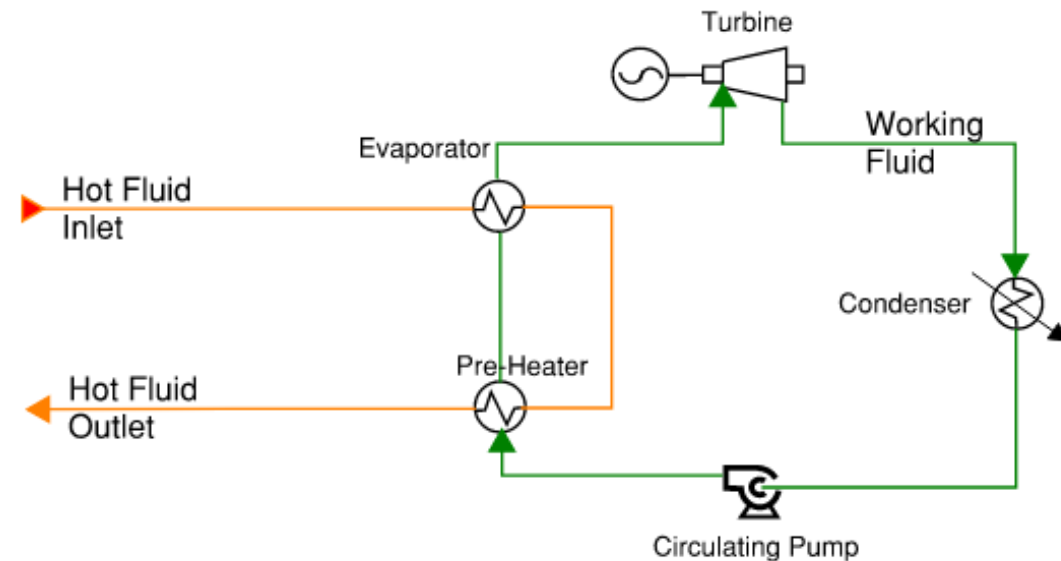 Turbine
Working
Fluid
Evaporator
Hot Fluid
Inlet
Condenser
Pre-Heater
Hot Fluid
Outlet
Circulating Pump